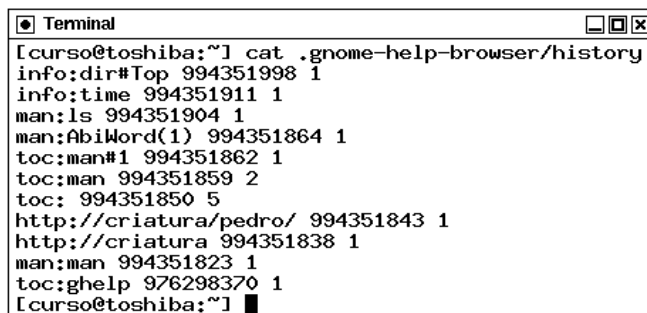 Terminal
[curso@toshiba:~] cat .gnome-help-browser/history
info:dir#Top 994351998 1
info:time 994351911 1
man:ls 994351904 1
man:AbiWord(1) 994351864 1
toc:man#1 994351862 1
toc:man 994351859 2
toc: 994351850 5
http://criatura/pedro/ 994351843 1
http://criatura 994351838 1
man:man 994351823 1
toc:ghelp 976298370 1
[curso@toshiba:~]